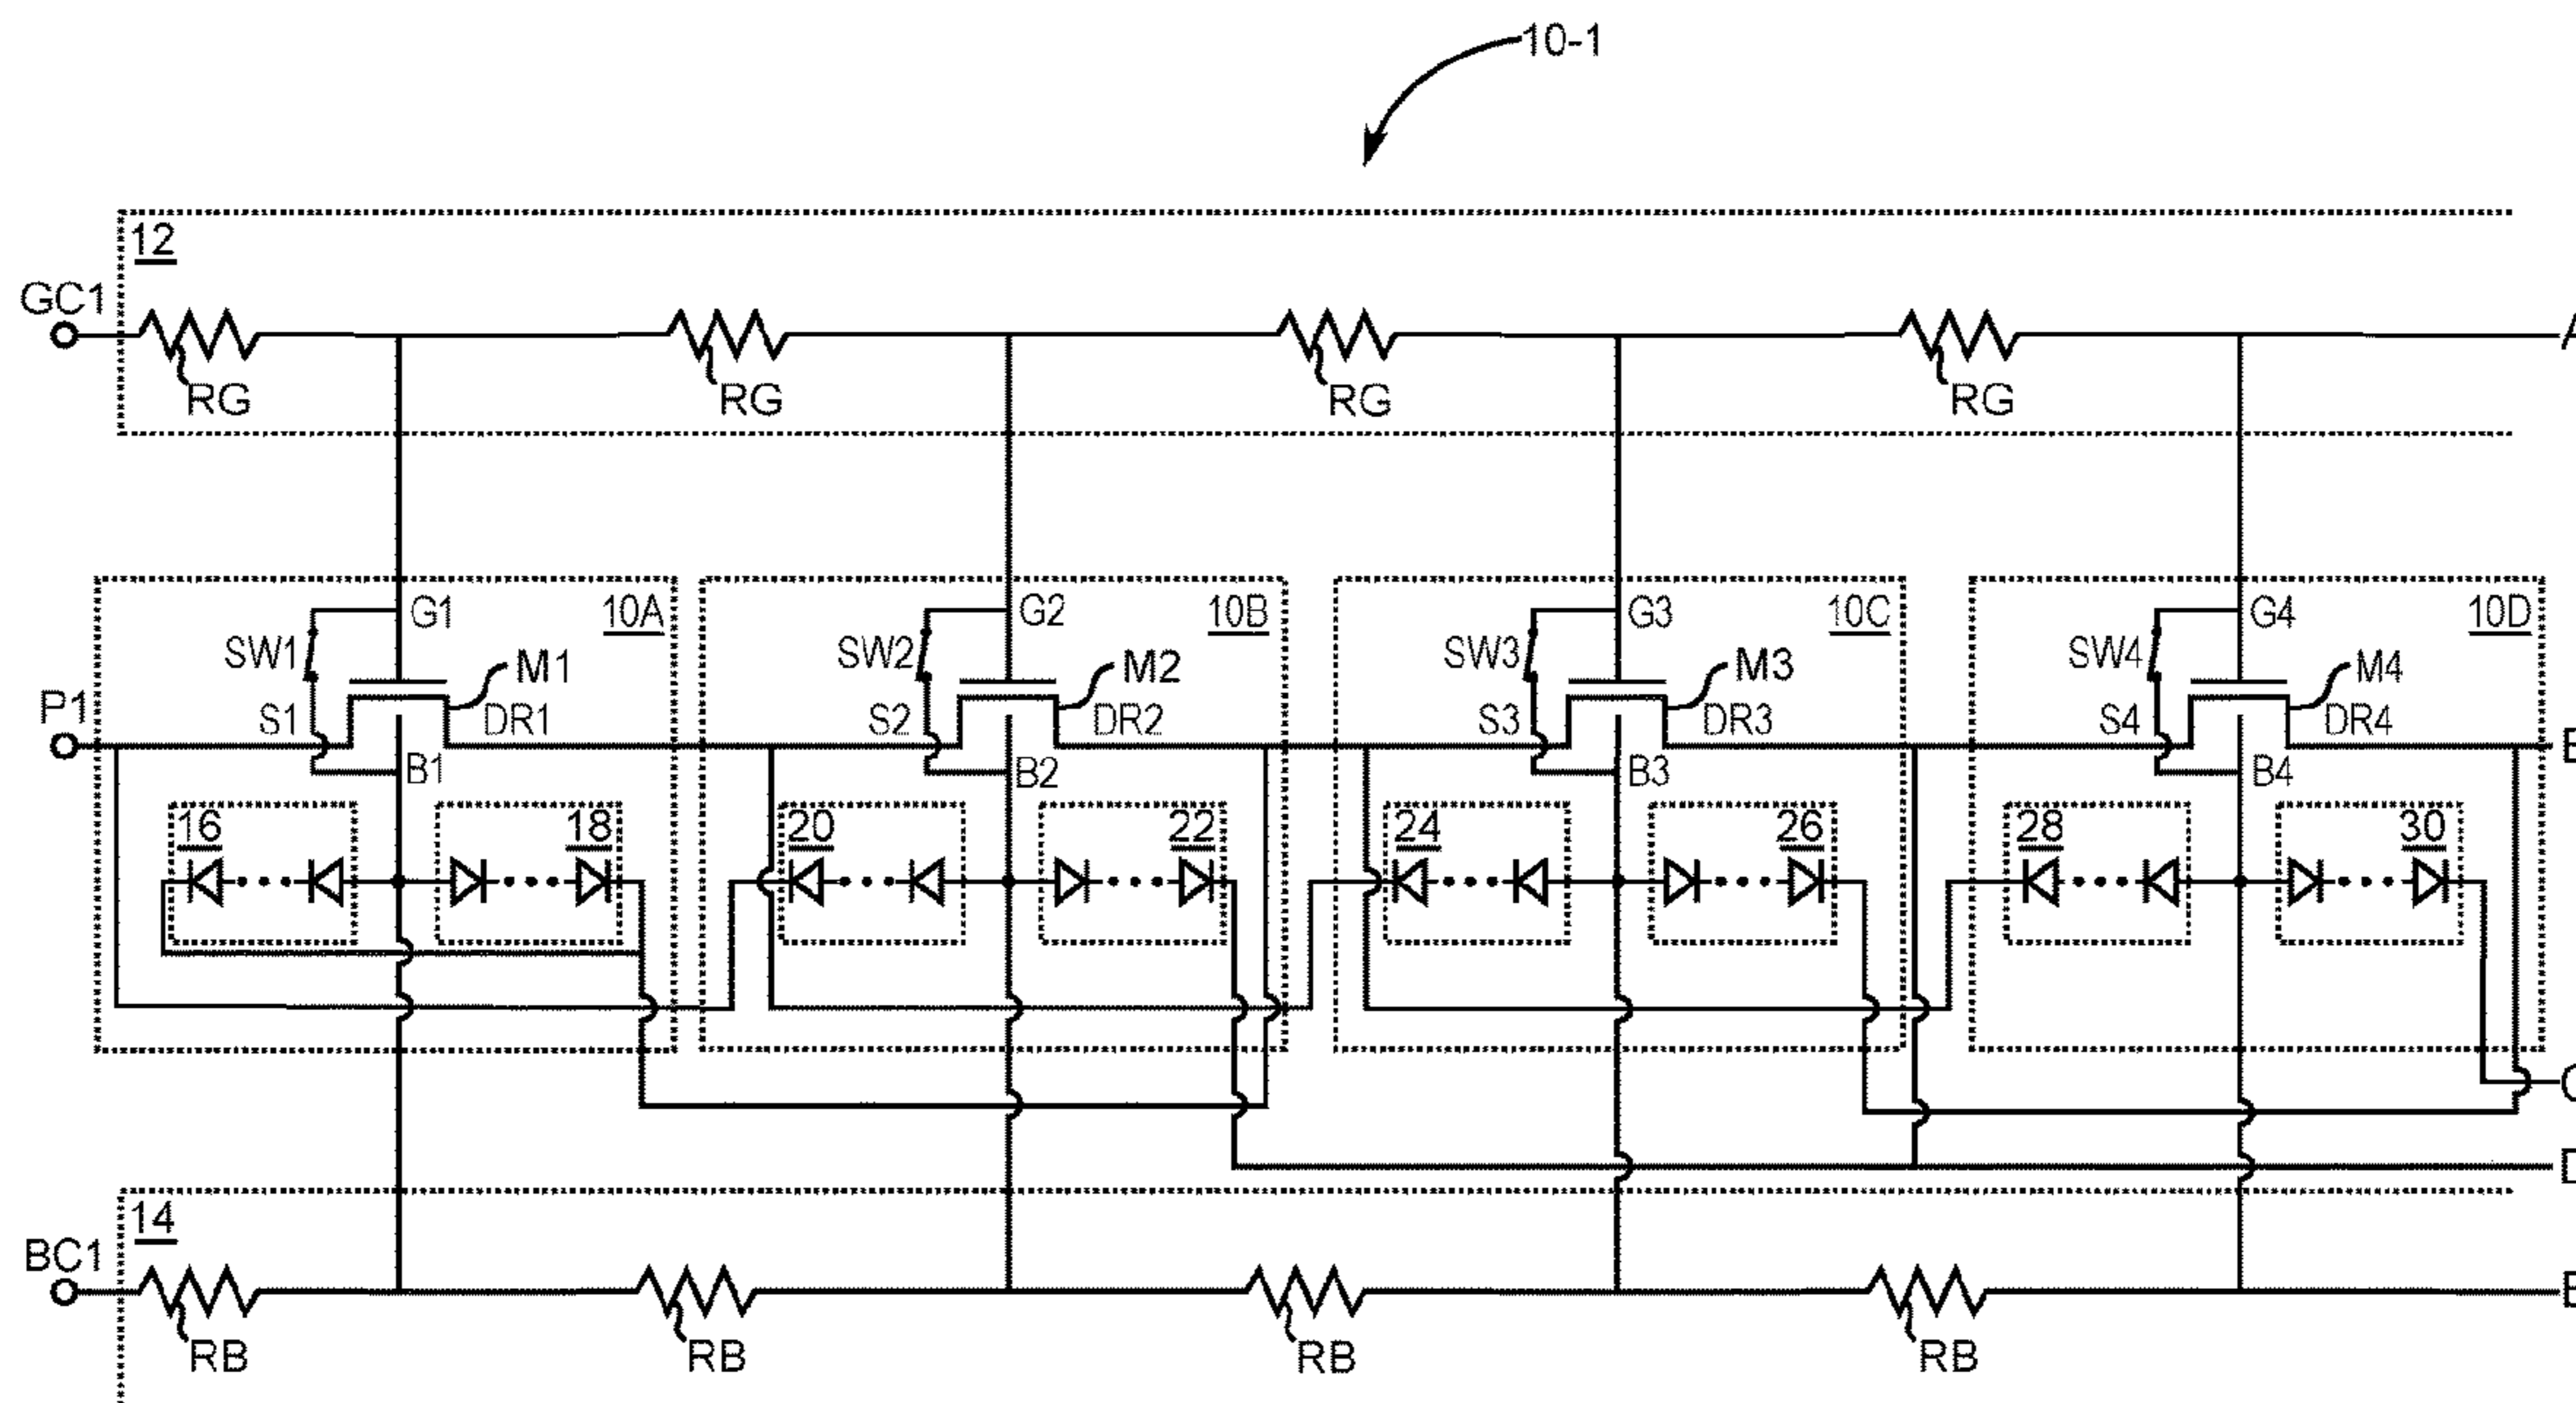 10-1
12
GC1
RG RG RG RG
A
10A 10B 10C 10D
G1 G2 G3 G4
SW1 SW2 SW3 SW4
M1 M2 M3 M4
P1
S1 DR1 S2 DR2 S3 DR3 S4 DR4
B1 B2 B3 B4
16 18 20 22 24 26 28 30
14
BC1
RB RB RB RB